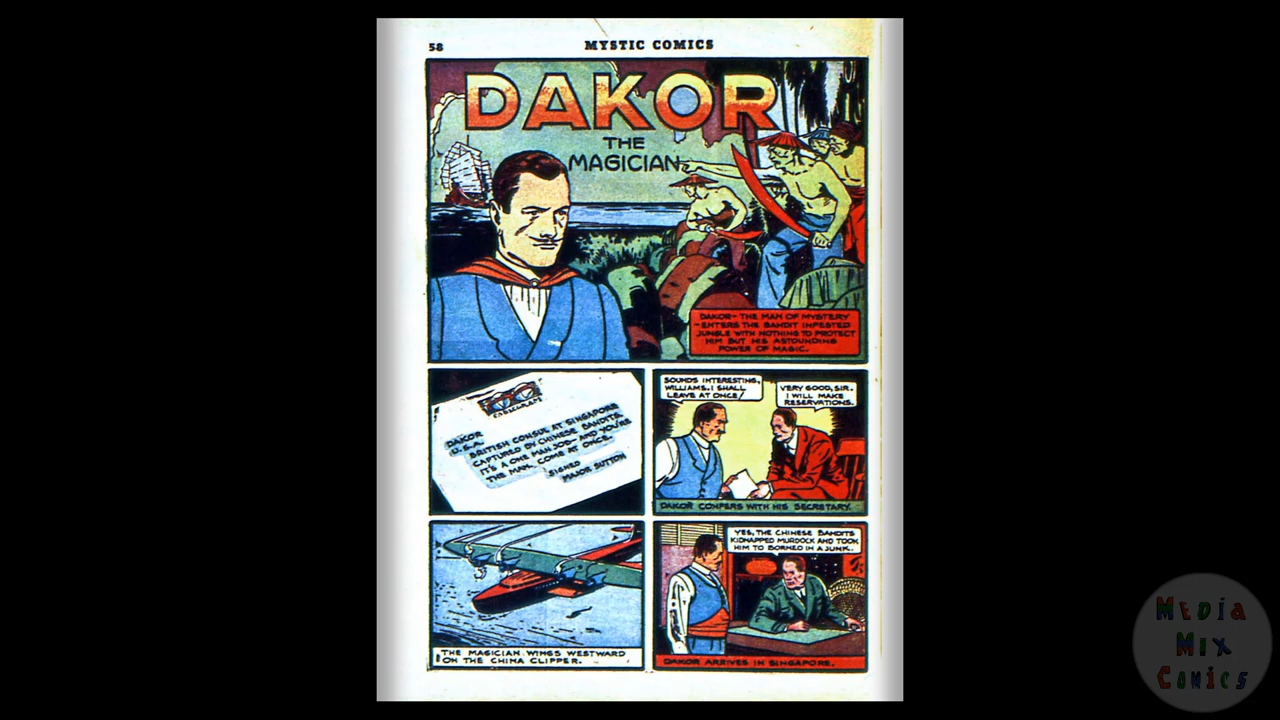 58
MYSTIC COMICS
DAKOR
THE
MAGICIAN
DAKOR- THE MAN OF MYSTERY
-ENTERS THE BANDIT INFESTED
JUNGLE WITH NOTHING TO PROTECT
HIM BUT HIS ASTOUNDING
POWER OF MAGIC.
CABLEGRAM
DAKOR
U.S.A.
BRITISH CONSUL AT SINGAPORE
CAPTURED BY CHINESE BANDITS.
IT'S A ONE MAN JOB- AND YOU'RE
THE MAN. COME AT ONCE.
SIGNED
MAJOR SUTTON
SOUNDS INTERESTING,
WILLIAMS. I SHALL
LEAVE AT ONCE!
VERY GOOD, SIR.
I WILL MAKE
RESERVATIONS.
DAKOR CONFERS WITH HIS SECRETARY.
THE MAGICIAN WINGS WESTWARD
ON THE CHINA CLIPPER.
YES, THE CHINESE BANDITS
KIDNAPPED MURDOCK AND TOOK
HIM TO BORNEO IN A JUNK.
DAKOR ARRIVES IN SINGAPORE.
MEDIA
MIX
COMICS